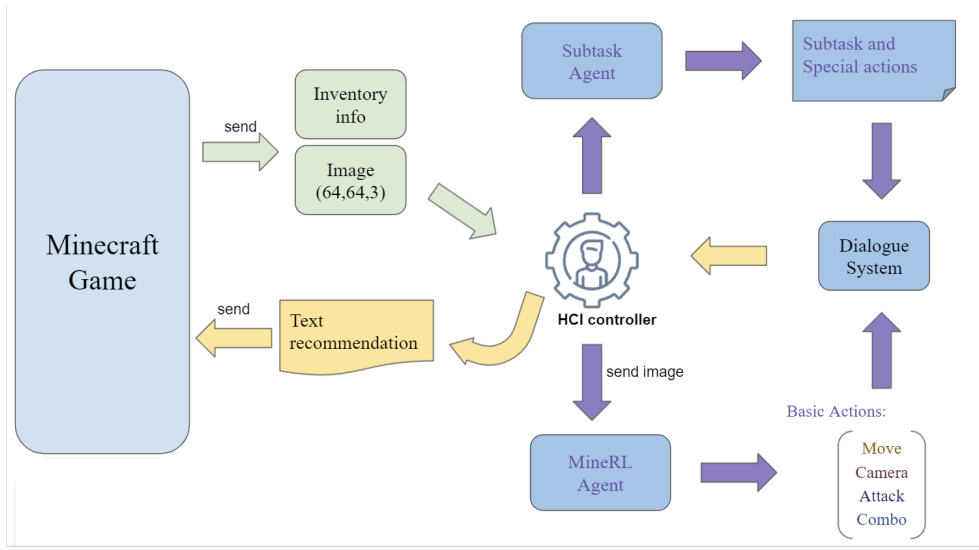 Minecraft
Game
send
Inventory
info
Image
(64,64,3)
send
Text
recommendation
HCI controller
send image
Subtask
Agent
Subtask and
Special actions
Dialogue
System
MineRL
Agent
Basic Actions:
Move
Camera
Attack
Combo